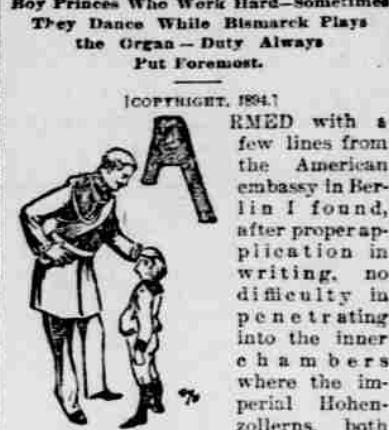 Boy Princes Who Work Hard—Sometimes
They Dance While Bismarck Plays
the Organ—Duty Always
Put Foremost.
[COPYRIGHT, 1894.]
ARMED with a
few lines from
the American
embassy in Ber-
lin I found,
after proper ap-
plication in
writing, no
difficulty in
penetrating
into the inner
chambers
where the im-
perial Hohen-
zollerns, both